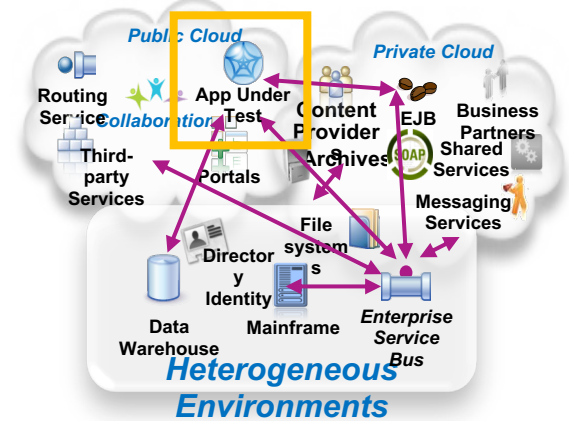 Public Cloud
Private Cloud
Routing
Service
Collaboration
App Under
Test
Content
Providers
Archives
EJB
SOAP
Business
Partners
Shared
Services
Third-
party
Services
Portals
Messaging
Services
File
system
s
Director
y
Identity
Data
Warehouse
Mainframe
Enterprise
Service
Bus
Heterogeneous
Environments